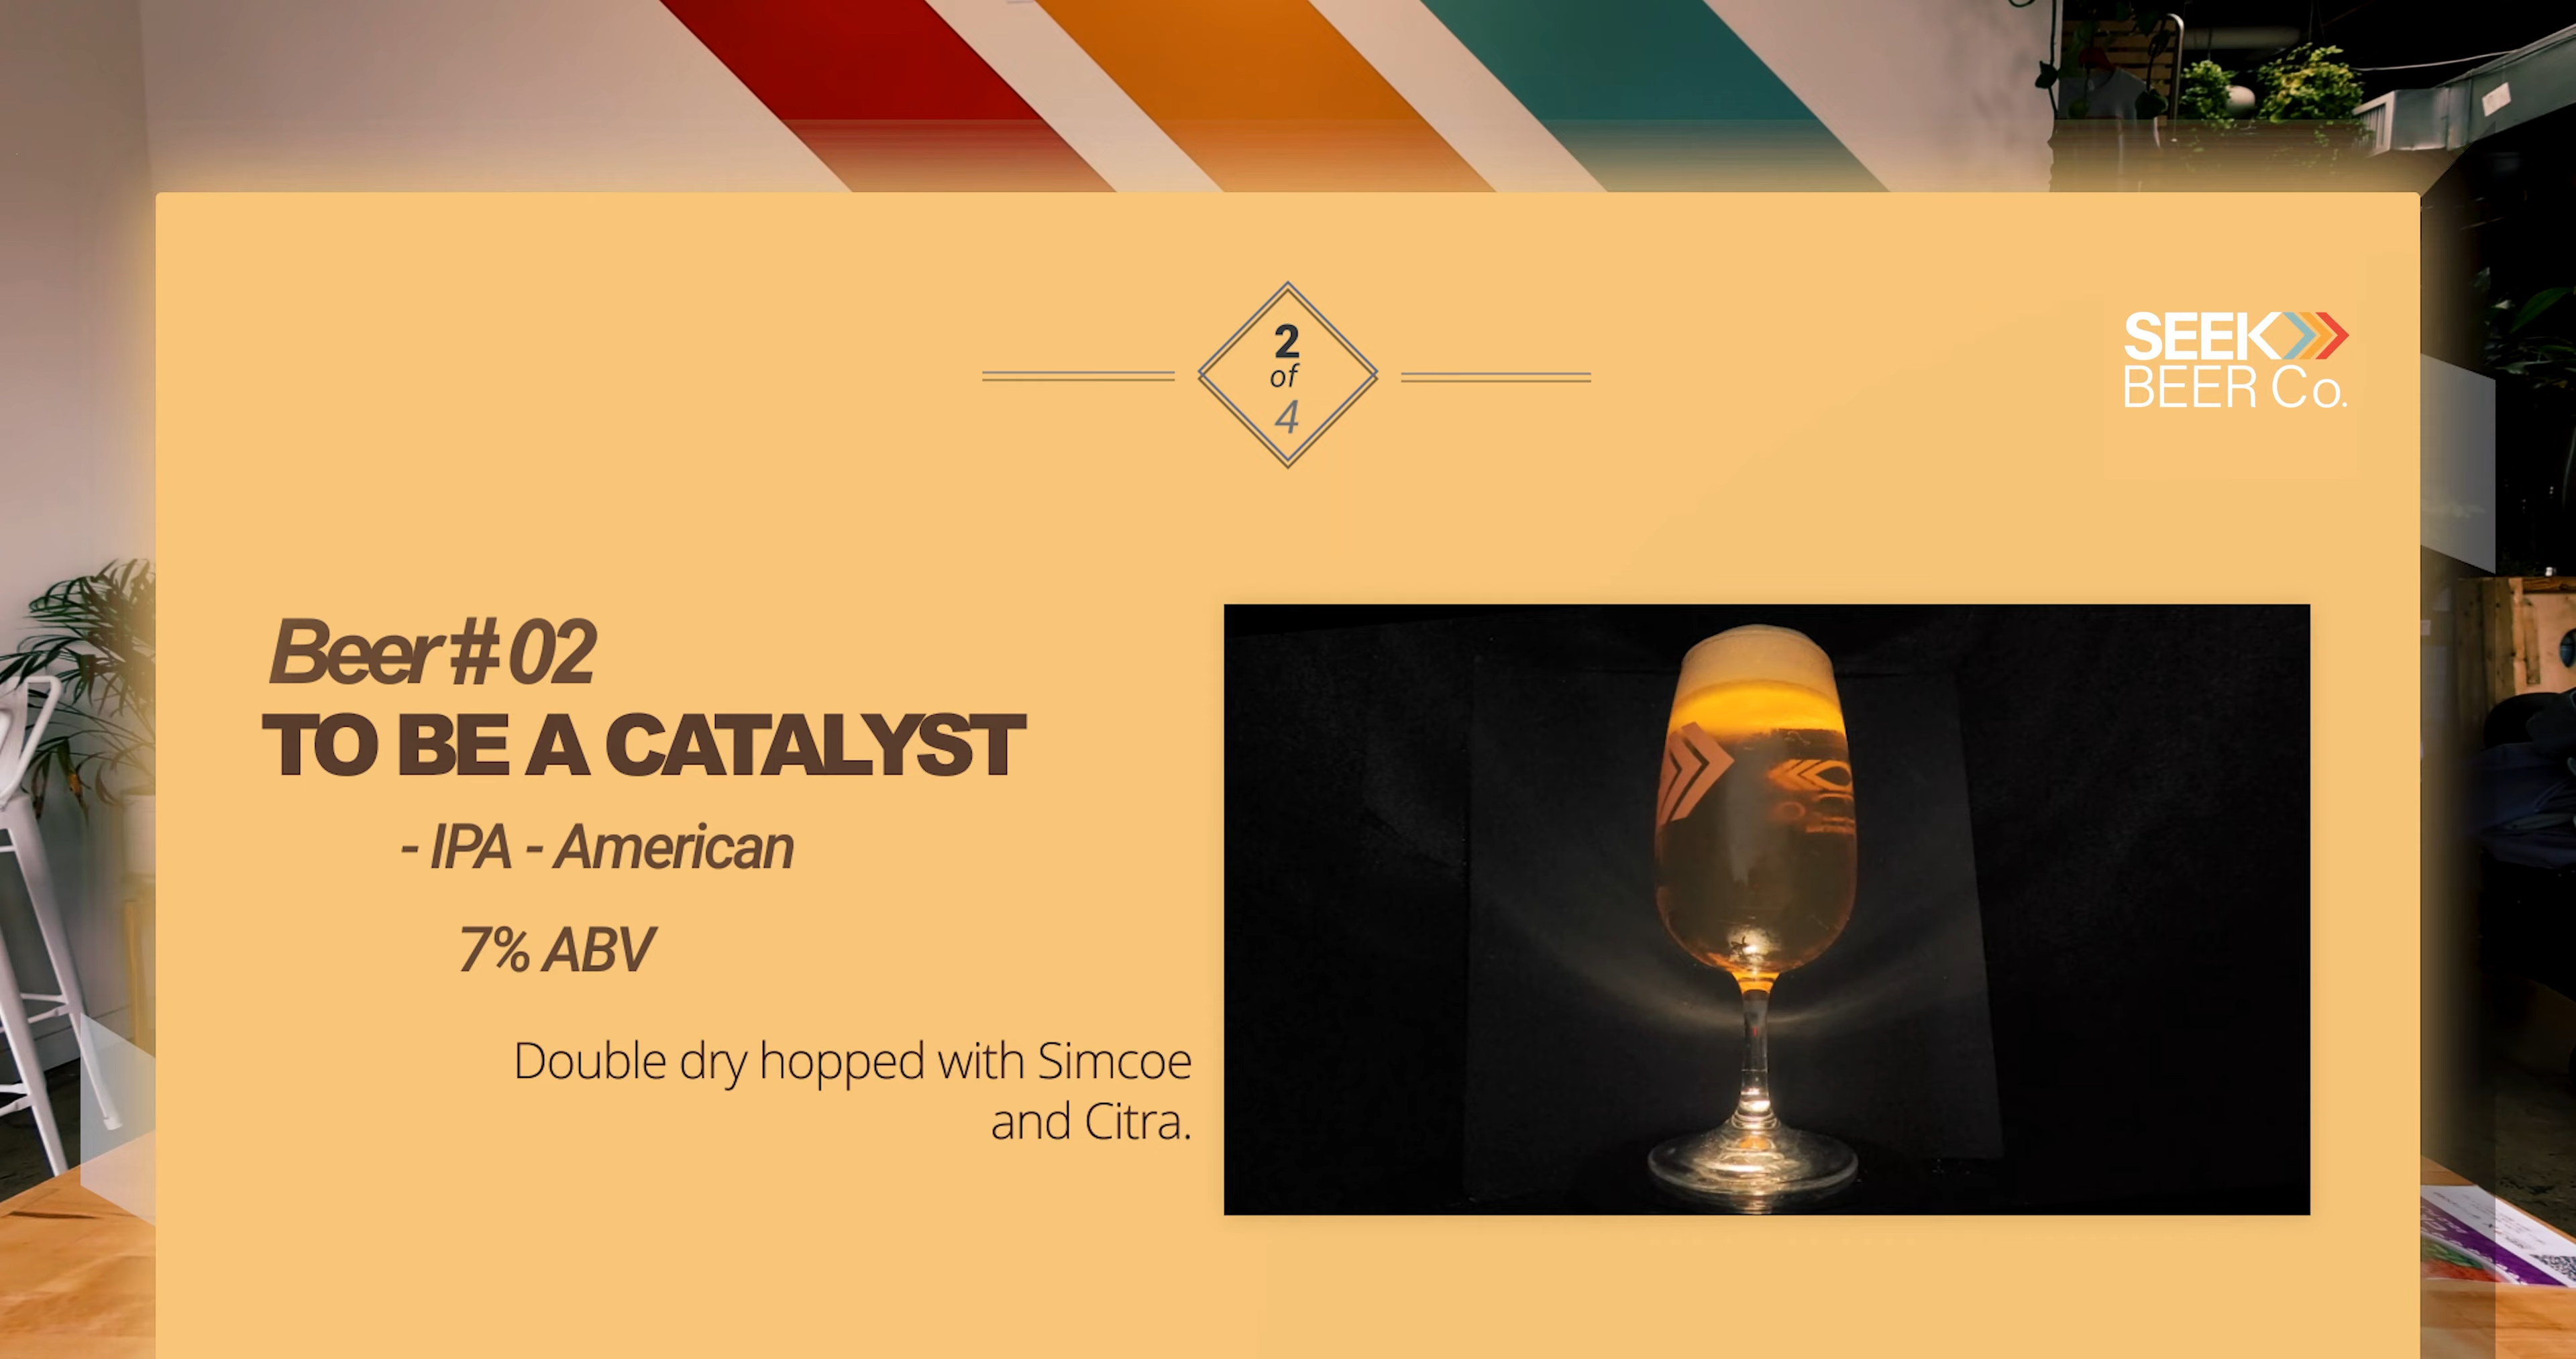 2
of
4
SEEK
BEER Co.
Beer # 02
TO BE A CATALYST
- IPA - American
7% ABV
Double dry hopped with Simcoe
and Citra.